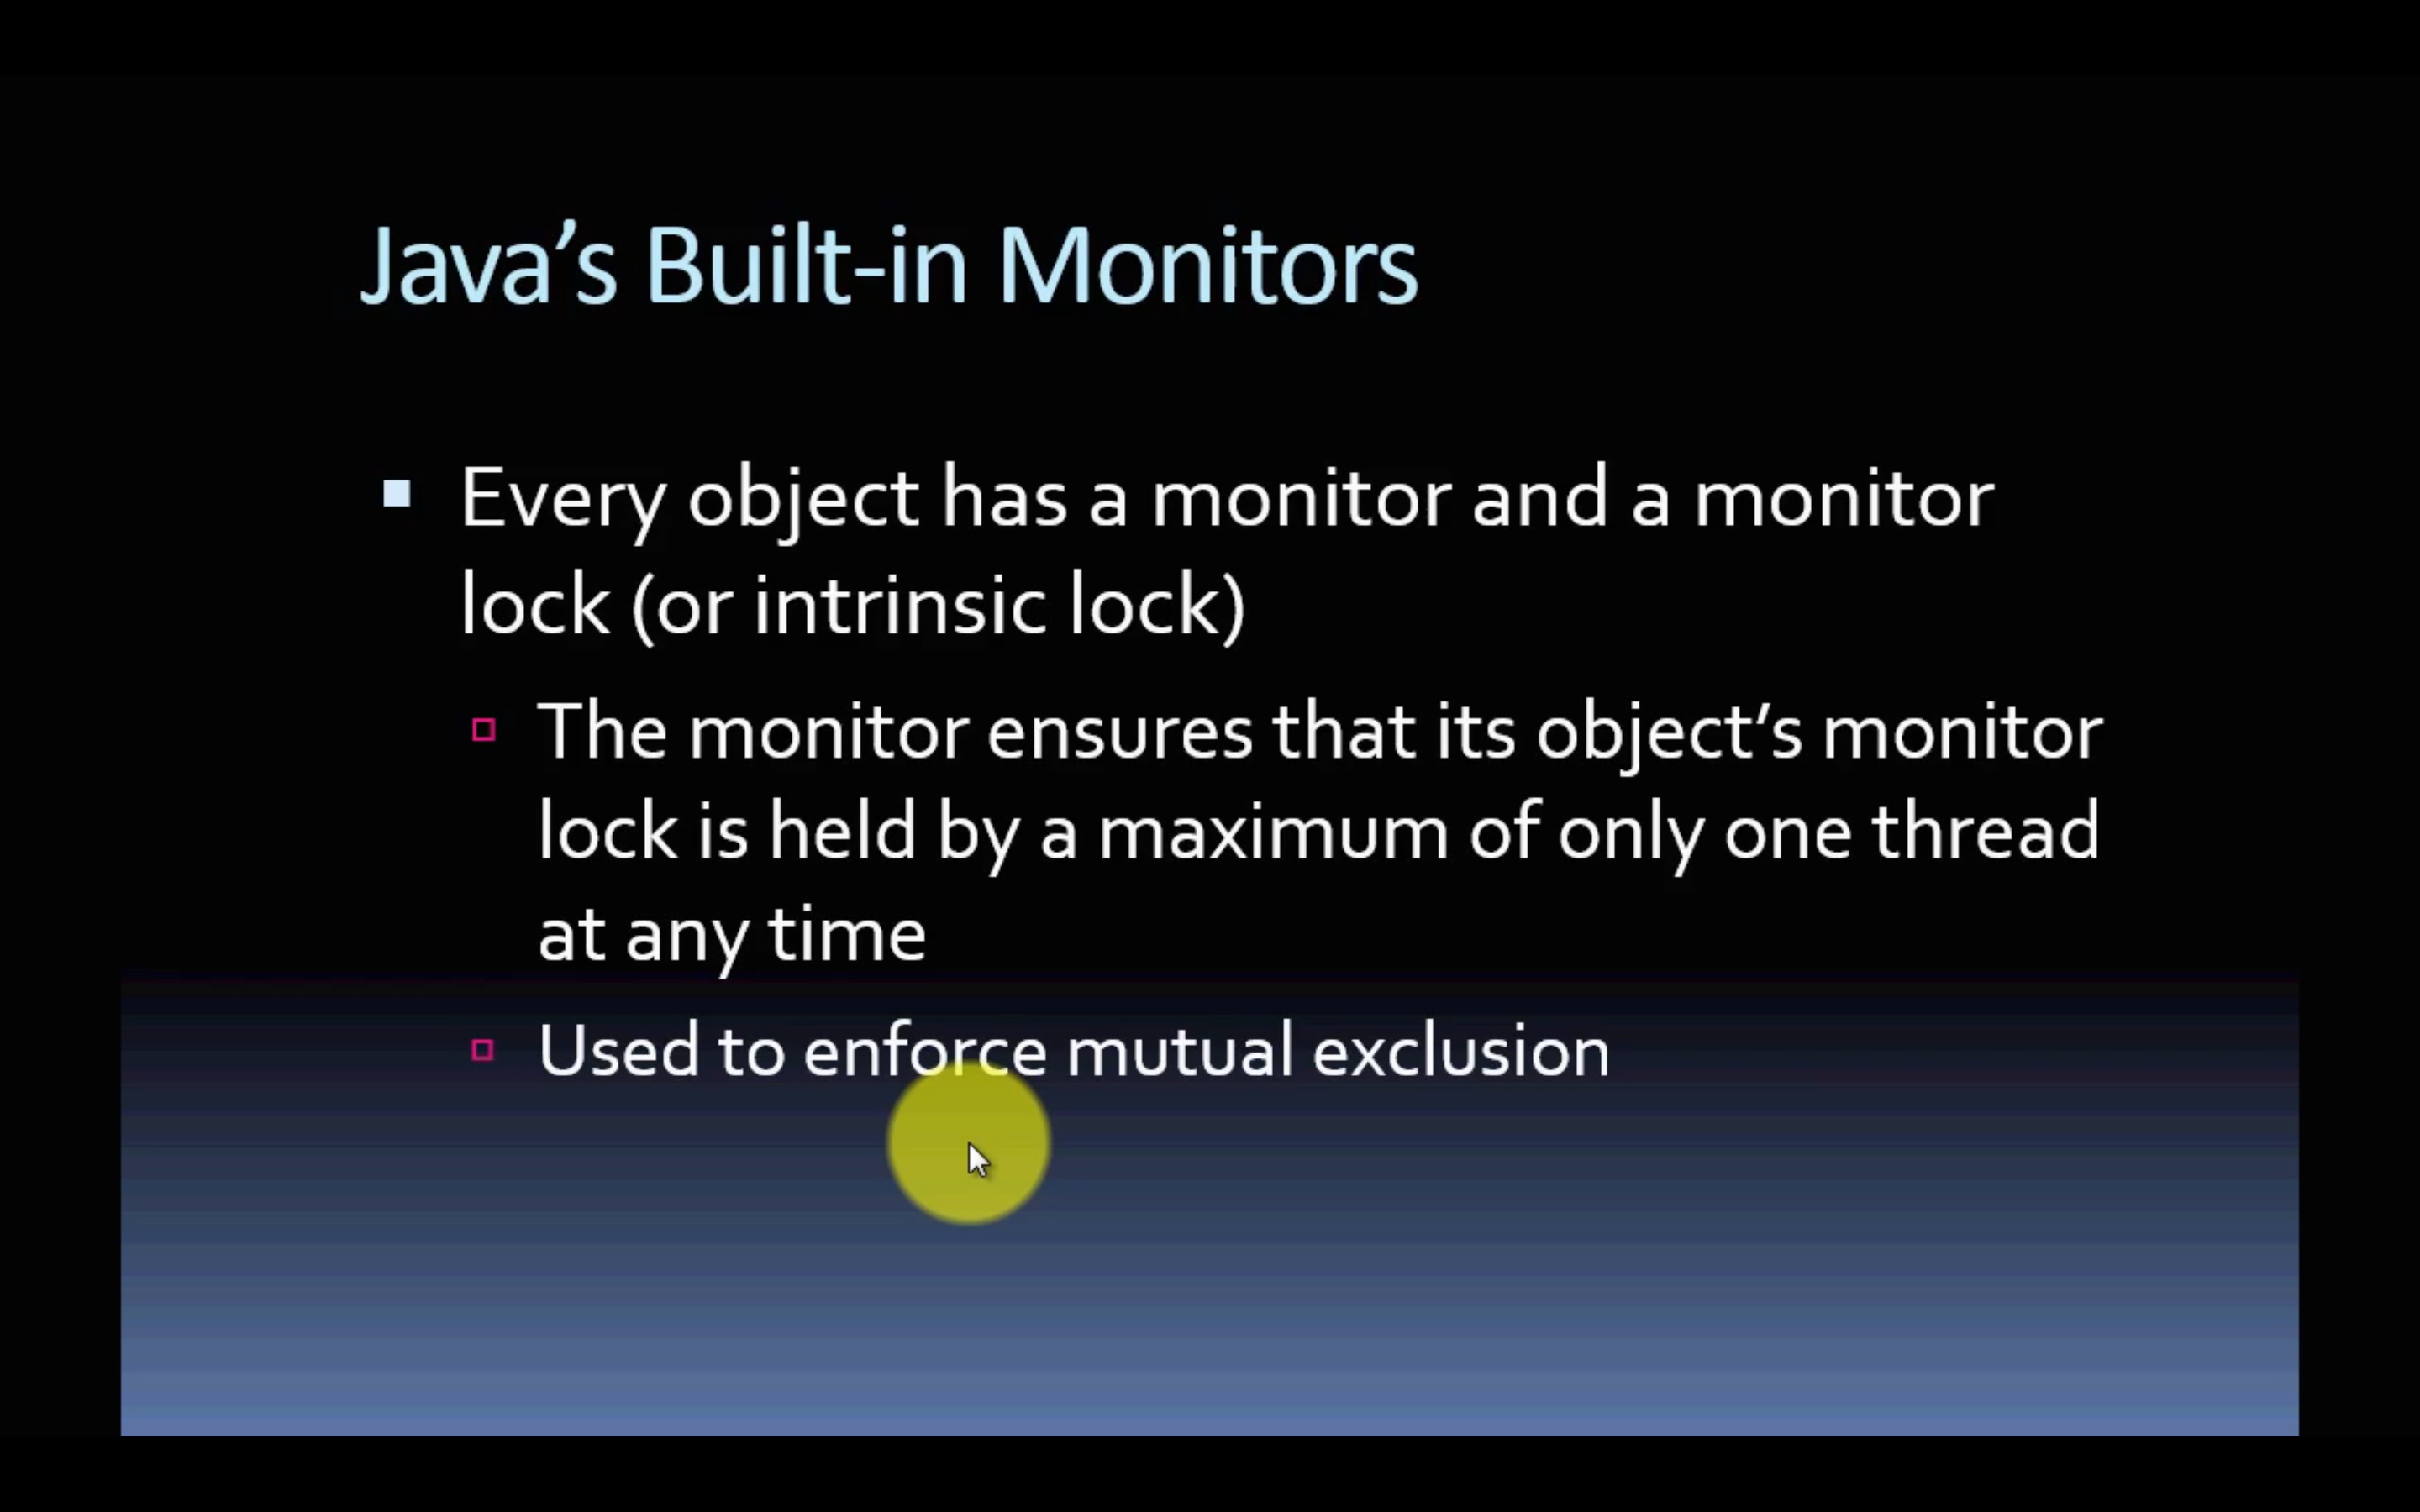 Java’s Built-in Monitors
Every object has a monitor and a monitor
lock (or intrinsic lock)
The monitor ensures that its object’s monitor
lock is held by a maximum of only one thread
at any time
Used to enforce mutual exclusion